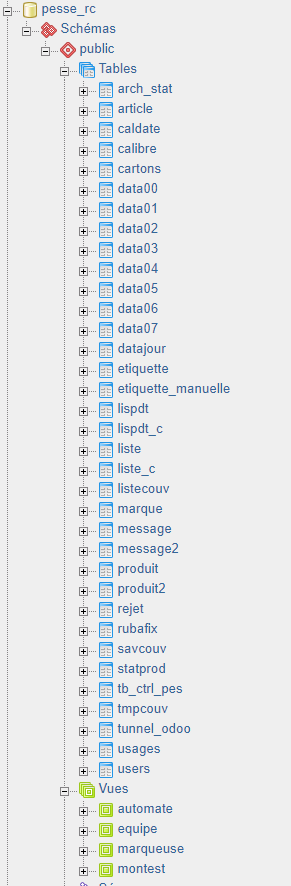 pesse_rc
Schémas
public
Tables
arch_stat
article
caldate
calibre
cartons
data00
data01
data02
data03
data04
data05
data06
data07
datajour
etiquette
etiquette_manuelle
lispdt
lispdt_c
liste
liste_c
listecouv
marque
message
message2
produit
produit2
rejet
rubafix
savcouv
statprod
tb_ctrl_pes
tmpcouv
tunnel_odoo
usages
users
Vues
automate
equipe
marqueuse
montest